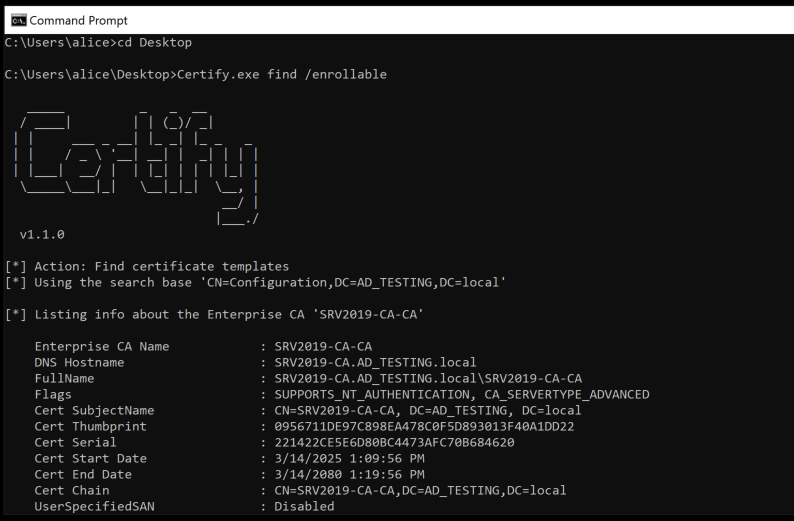 Command Prompt
C:\Users\alice>cd Desktop
C:\Users\alice\Desktop>Certify.exe find /enrollable
Certify
v1.1.0
[*] Action: Find certificate templates
[*] Using the search base 'CN=Configuration,DC=AD_TESTING,DC=local'
[*] Listing info about the Enterprise CA 'SRV2019-CA-CA'
Enterprise CA Name : SRV2019-CA-CA
DNS Hostname : SRV2019-CA.AD_TESTING.local
FullName : SRV2019-CA.AD_TESTING.local\SRV2019-CA-CA
Flags : SUPPORTS_NT_AUTHENTICATION, CA_SERVERTYPE_ADVANCED
Cert SubjectName : CN=SRV2019-CA-CA, DC=AD_TESTING, DC=local
Cert Thumbprint : 0956711DE97C898EA478C0F5D893013F40A1DD22
Cert Serial : 221422CE5E6D80BC4473AFC70B684620
Cert Start Date : 3/14/2025 1:09:56 PM
Cert End Date : 3/14/2080 1:19:56 PM
Cert Chain : CN=SRV2019-CA-CA,DC=AD_TESTING,DC=local
UserSpecifiedSAN : Disabled